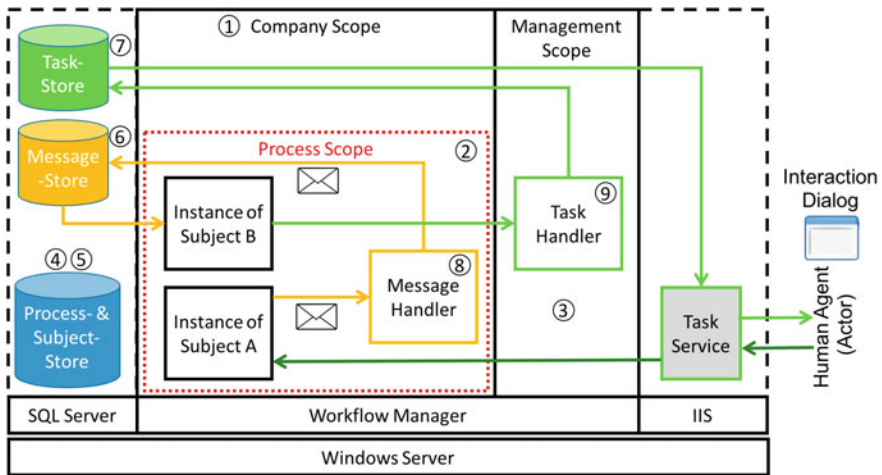 ① Company Scope
Management
Scope
⑦
Task-
Store
⑥
Message
-Store
Process Scope ②
Instance of
Subject B
⑨
Task
Handler
Interaction
Dialog
④ ⑤
Process- &
Subject-
Store
⑧
Message
Handler
Instance of
Subject A
③
Task
Service
Human Agent
(Actor)
SQL Server
Workflow Manager
IIS
Windows Server